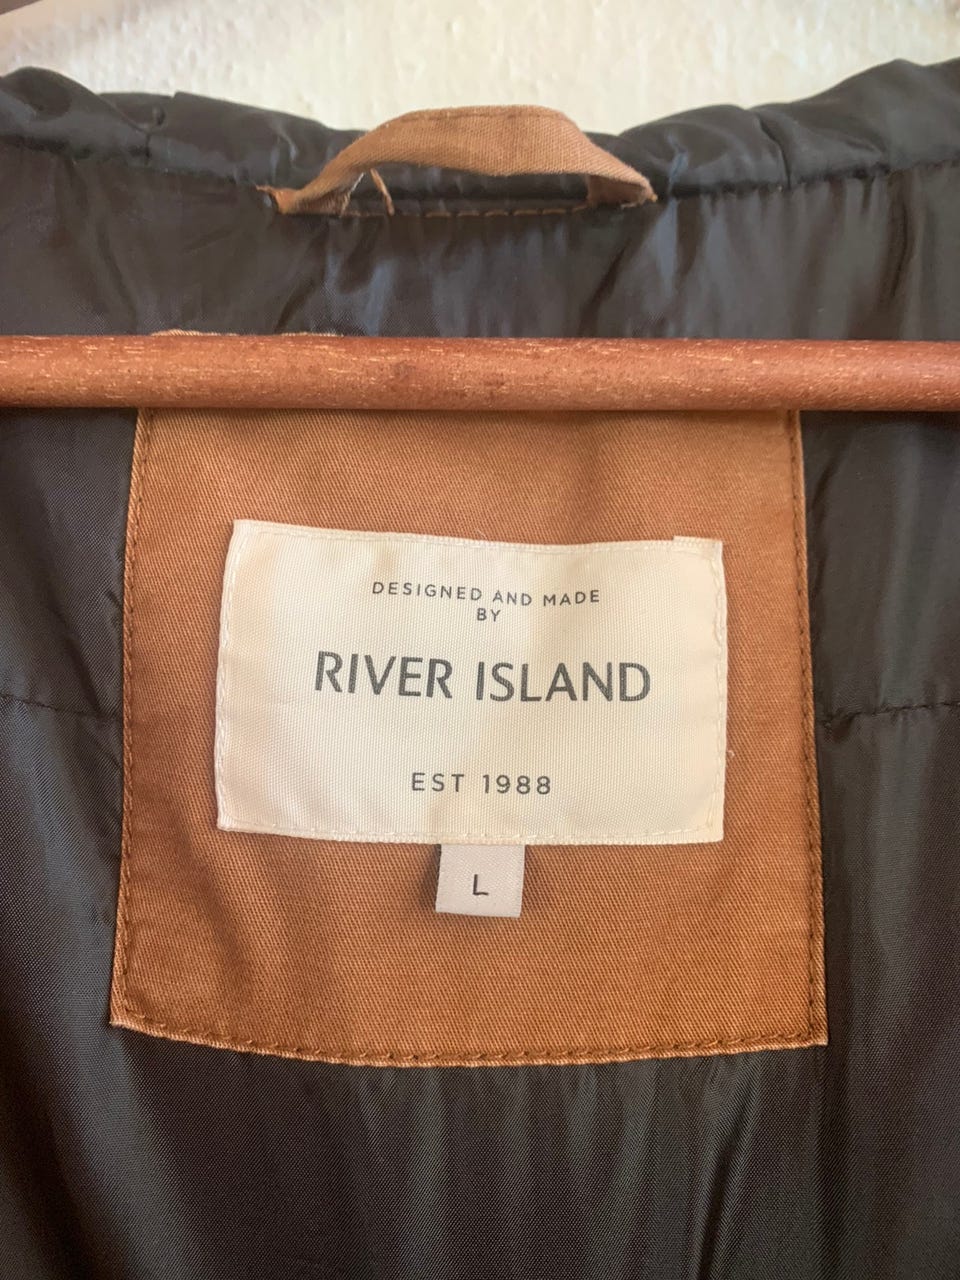 DESIGNED AND MADE
BY
RIVER ISLAND
EST 1988
L